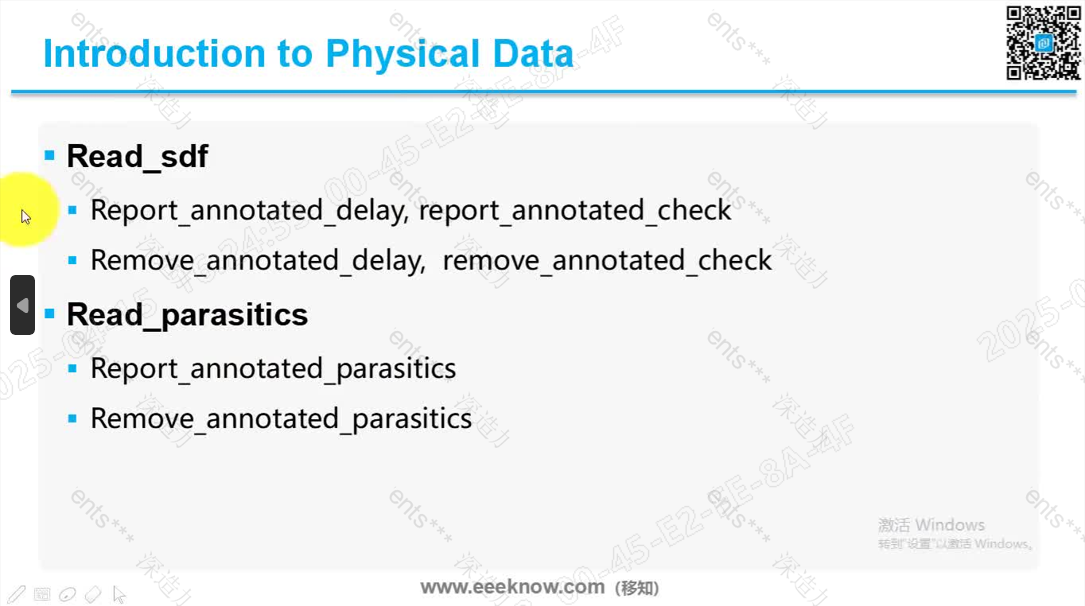 Introduction to Physical Data
Read_sdf
Report_annotated_delay, report_annotated_check
Remove_annotated_delay, remove_annotated_check
Read_parasitics
Report_annotated_parasitics
Remove_annotated_parasitics
激活 Windows
转到"设置"以激活 Windows。
www.eeeknow.com (移知)